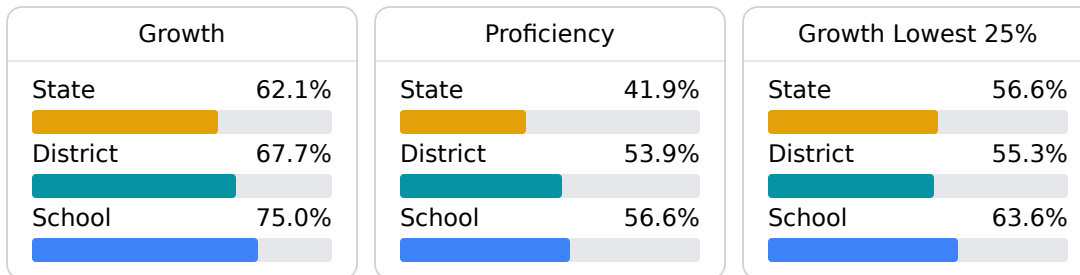 Growth
State 62.1%
District 67.7%
School 75.0%
Proficiency
State 41.9%
District 53.9%
School 56.6%
Growth Lowest 25%
State 56.6%
District 55.3%
School 63.6%